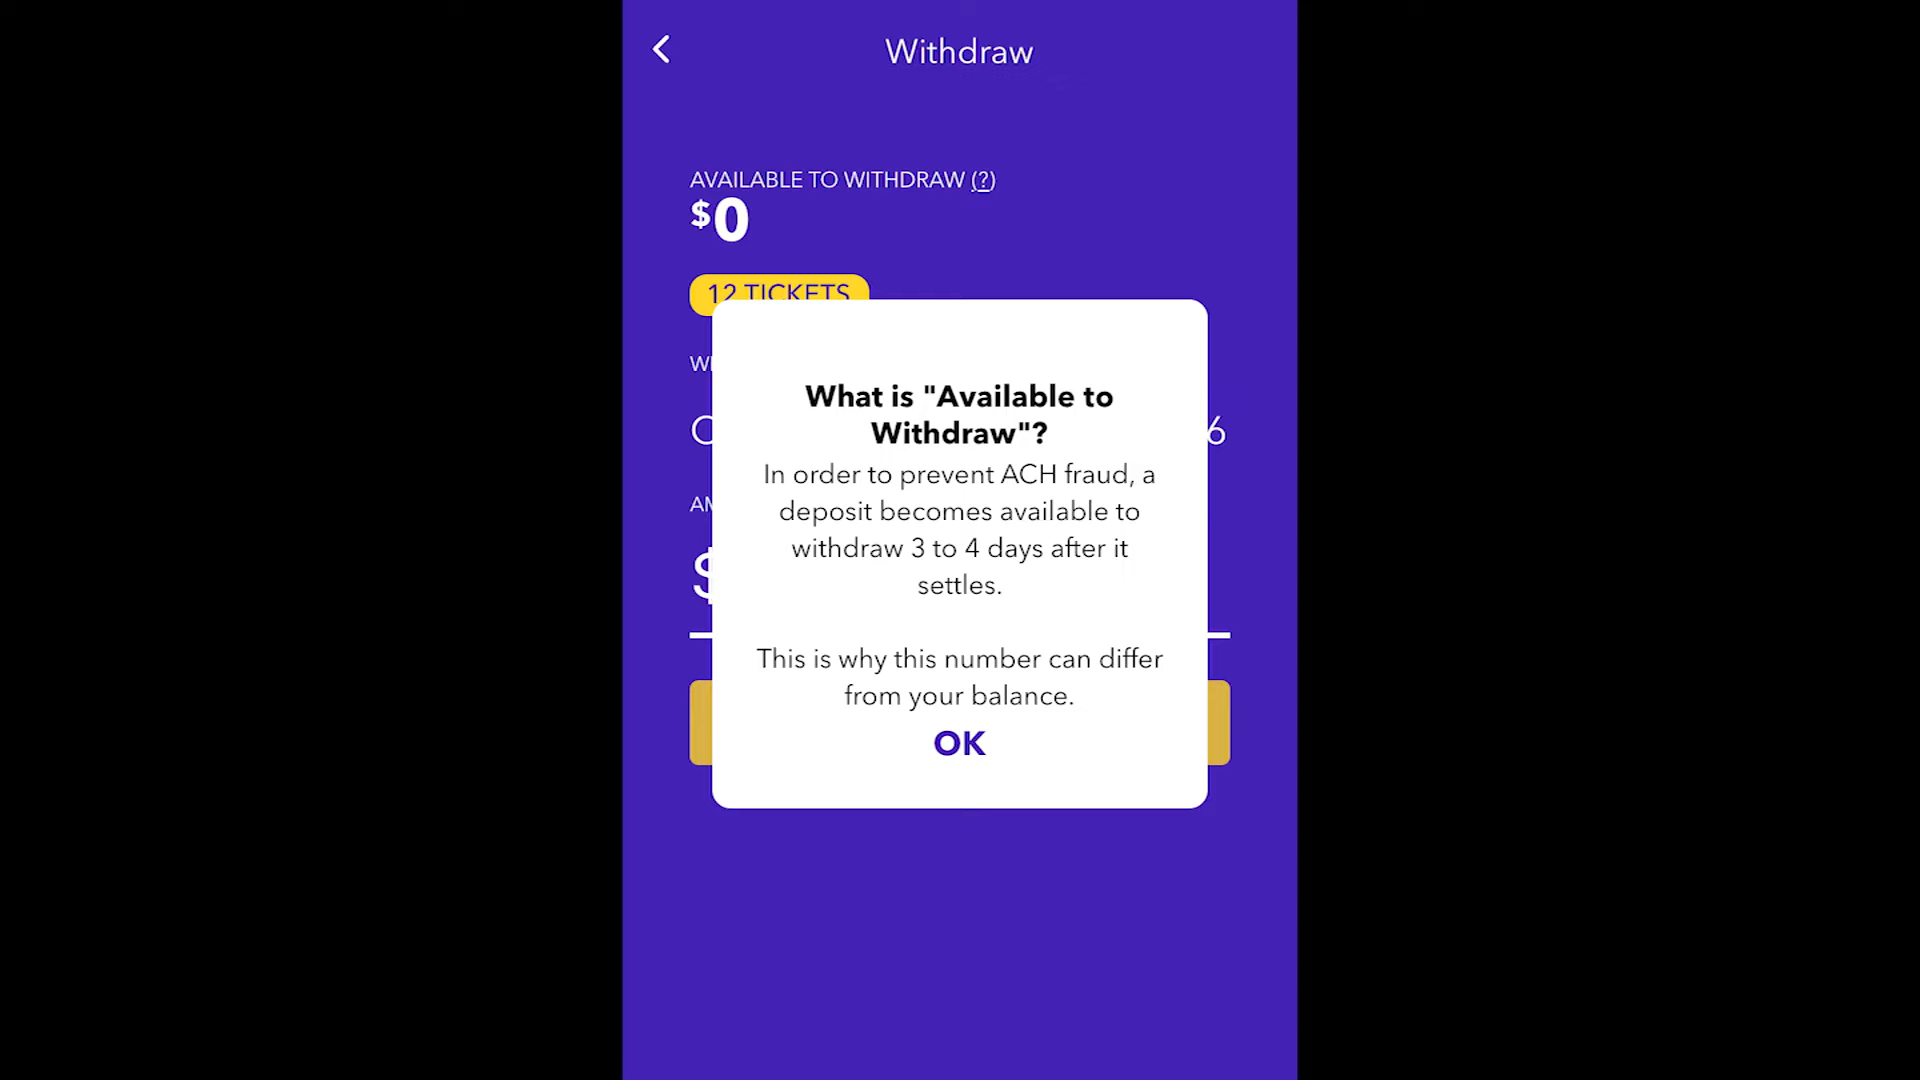 Withdraw
AVAILABLE TO WITHDRAW (?)
$0
12 TICKETS
What is "Available to
Withdraw"?
In order to prevent ACH fraud, a
deposit becomes available to
withdraw 3 to 4 days after it
settles.
This is why this number can differ
from your balance.
OK